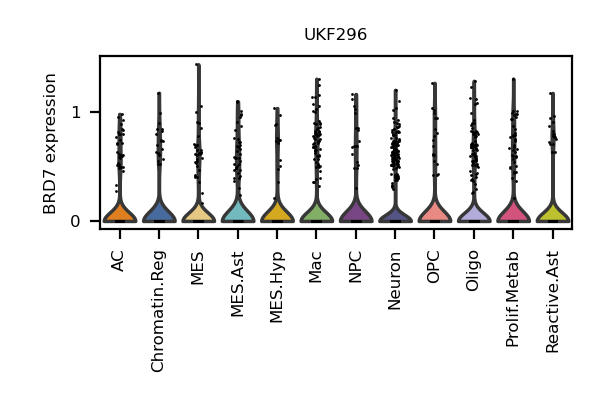 UKF296
BRD7 expression
1
0
AC
Chromatin.Reg
MES
MES.Ast
MES.Hyp
Mac
NPC
Neuron
OPC
Oligo
Prolif.Metab
Reactive.Ast